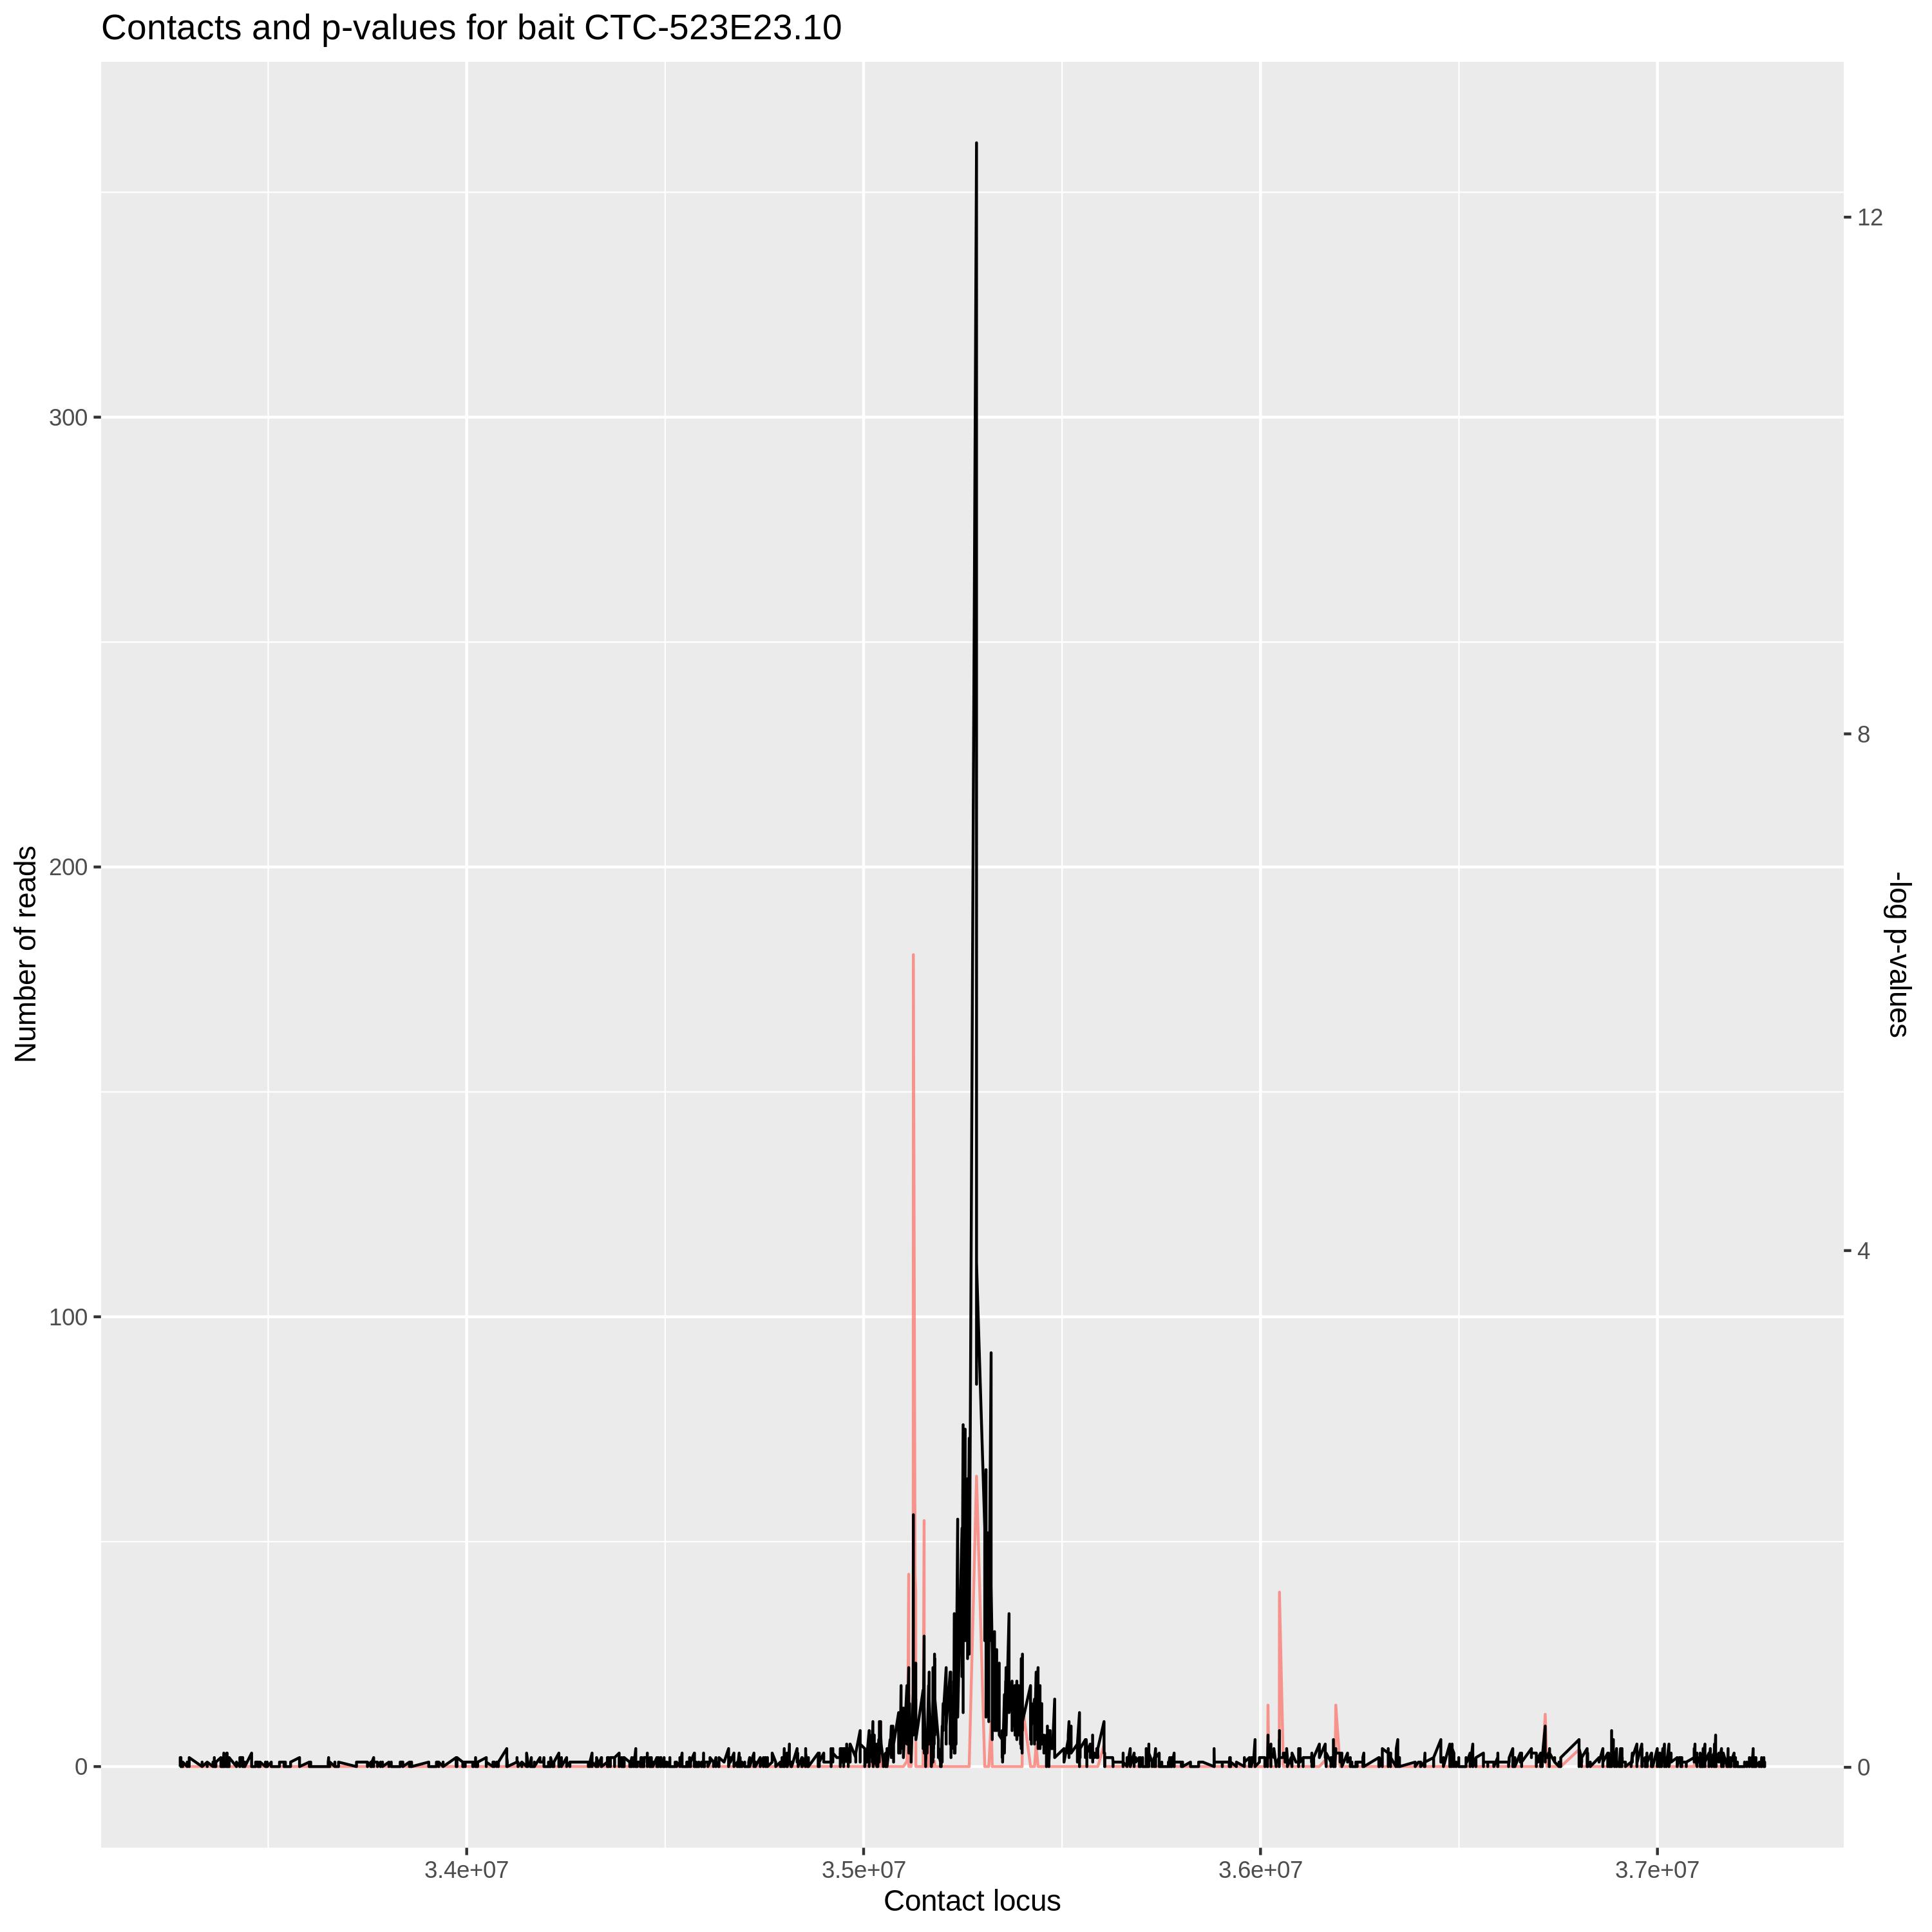 Contacts and p-values for bait CTC-523E23.10
12
300
8
200
Number of reads
-log p-values
4
100
0
0
3.4e+07
3.5e+07
3.6e+07
3.7e+07
Contact locus